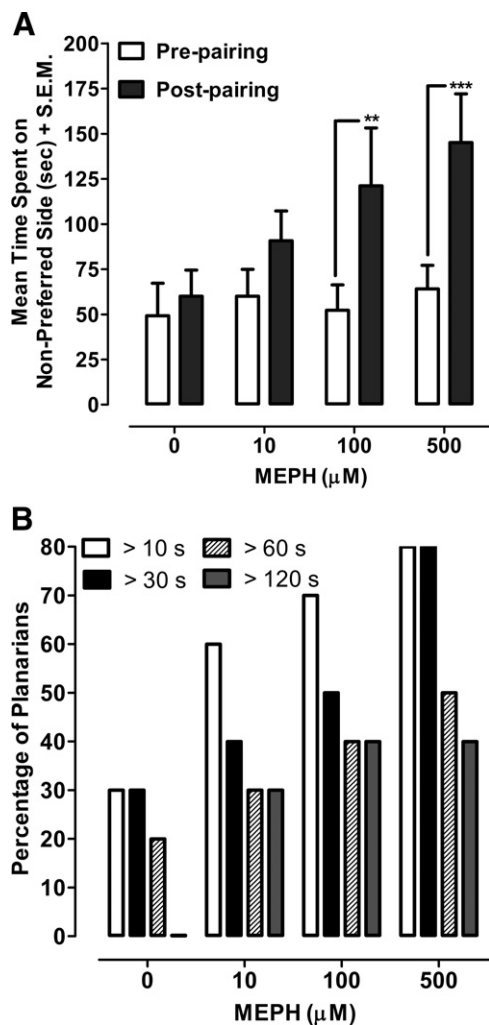 A
Mean Time Spent on
Non-Preferred Side (sec) + S.E.M.
200
175
150
125
100
75
50
25
0
Pre-pairing
Post-pairing
**
***
0 10 100 500
MEPH (μM)
B
Percentage of Planarians
80
70
60
50
40
30
20
10
0
> 10 s > 60 s
> 30 s > 120 s
0 10 100 500
MEPH (μM)